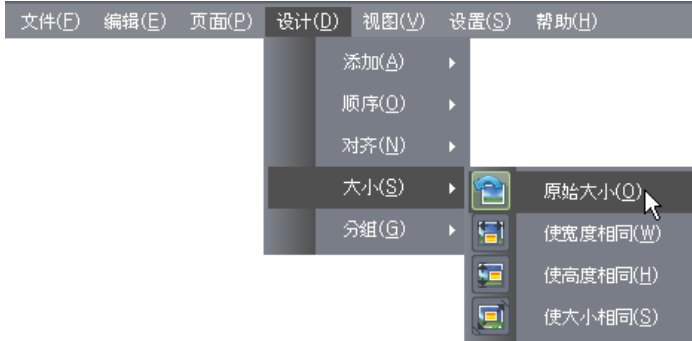 文件(F) 编辑(E) 页面(P) 设计(D) 视图(V) 设置(S) 帮助(H)
添加(A)
顺序(O)
对齐(N)
大小(S)
原始大小(O)
分组(G)
使宽度相同(W)
使高度相同(H)
使大小相同(S)